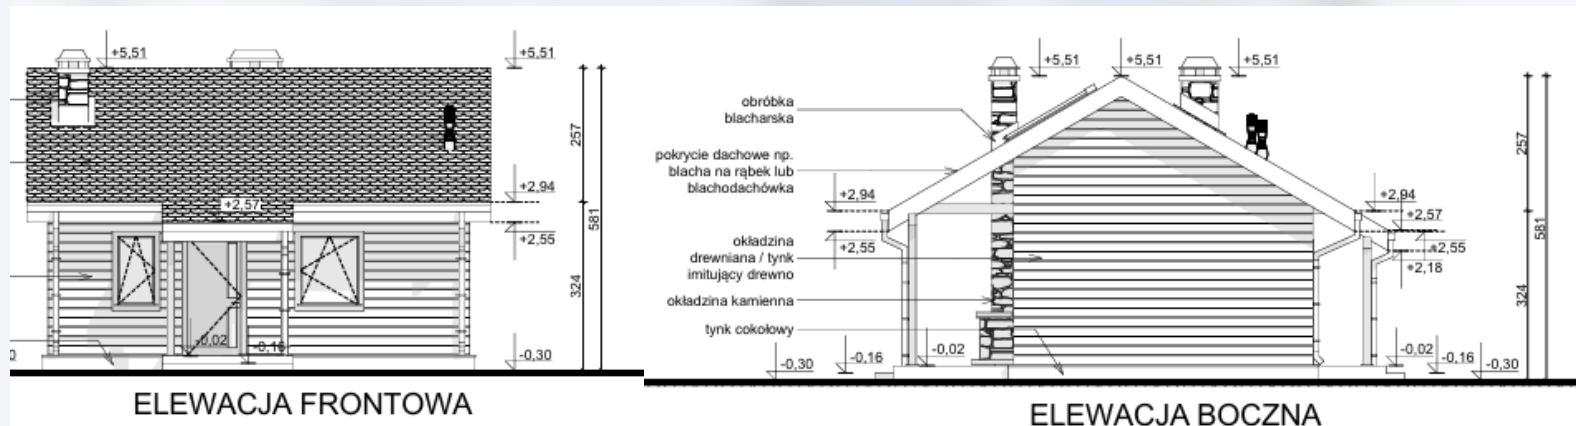 +5,51
+5,51
257
+2,94
+2,57
581
+2,55
324
-0,02
-0,16
-0,30
ELEWACJA FRONTOWA
+5,51
+5,51
+5,51
obróbka
blacharska
257
pokrycie dachowe np.
blacha na rąbek lub
blachodachówka
+2,94
+2,94
+2,57
581
+2,55
+2,55
+2,18
okładzina
drewniana / tynk
imitujący drewno
okładzina kamienna
324
tynk cokołowy
-0,30
-0,16
-0,02
-0,02
-0,16
-0,30
ELEWACJA BOCZNA